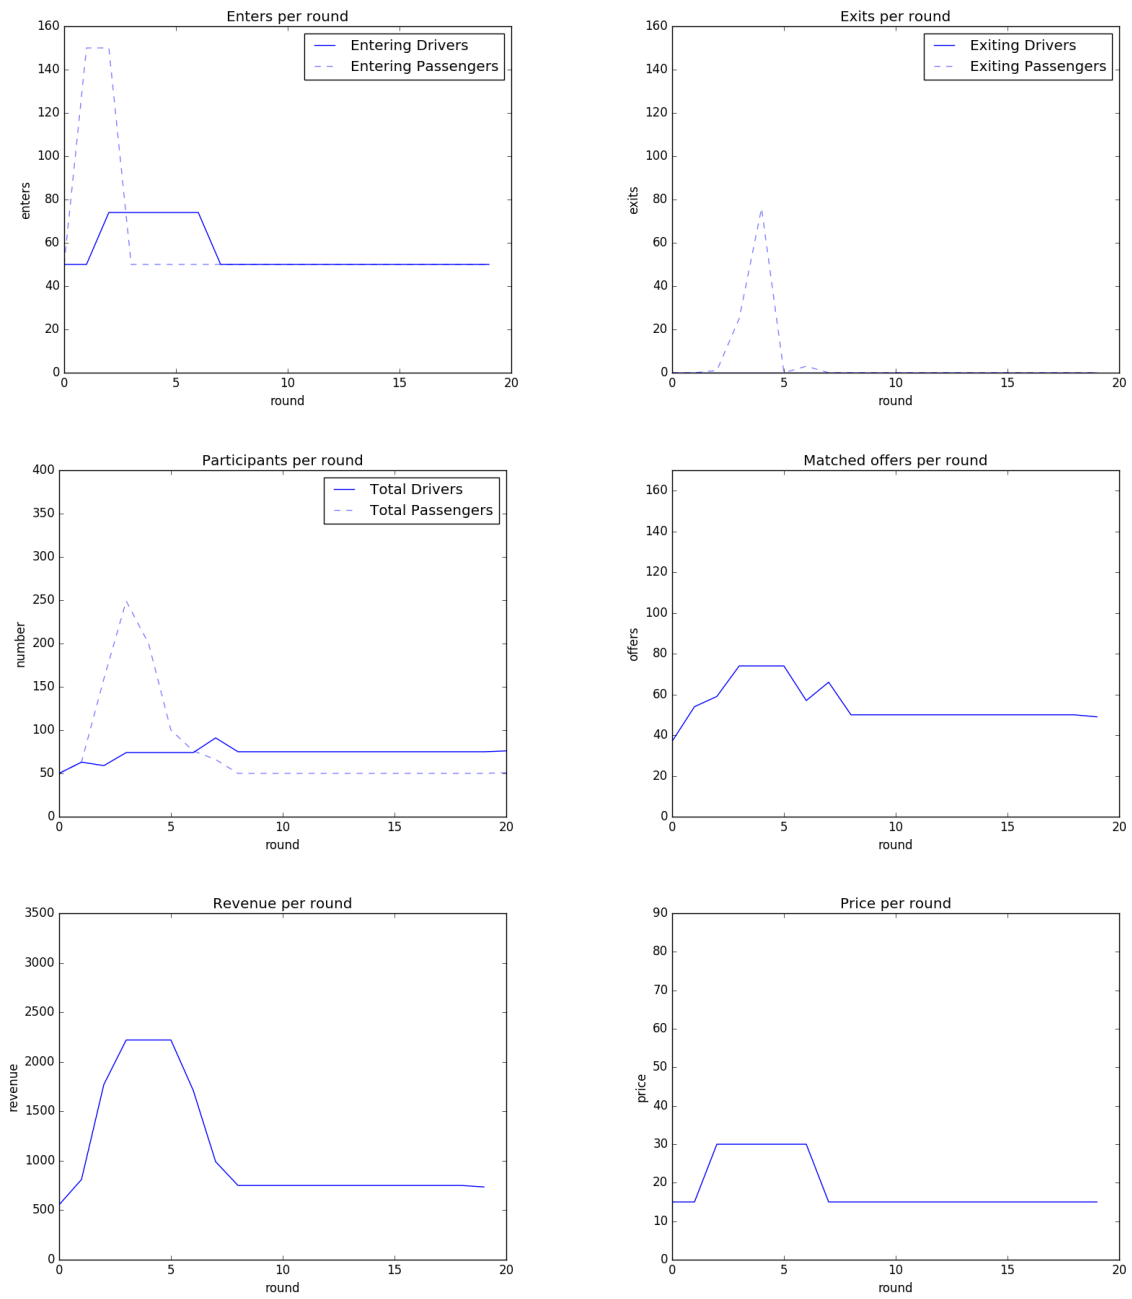 Enters per round
160
140
120
100
80
60
40
20
0
enters
Entering Drivers
Entering Passengers
0 5 10 15 20
round
Exits per round
160
140
120
100
80
60
40
20
0
exits
Exiting Drivers
Exiting Passengers
0 5 10 15 20
round
Participants per round
400
350
300
250
200
150
100
50
0
number
Total Drivers
Total Passengers
0 5 10 15 20
round
Matched offers per round
160
140
120
100
80
60
40
20
0
offers
0 5 10 15 20
round
Revenue per round
3500
3000
2500
2000
1500
1000
500
0
revenue
0 5 10 15 20
round
Price per round
90
80
70
60
50
40
30
20
10
0
price
0 5 10 15 20
round